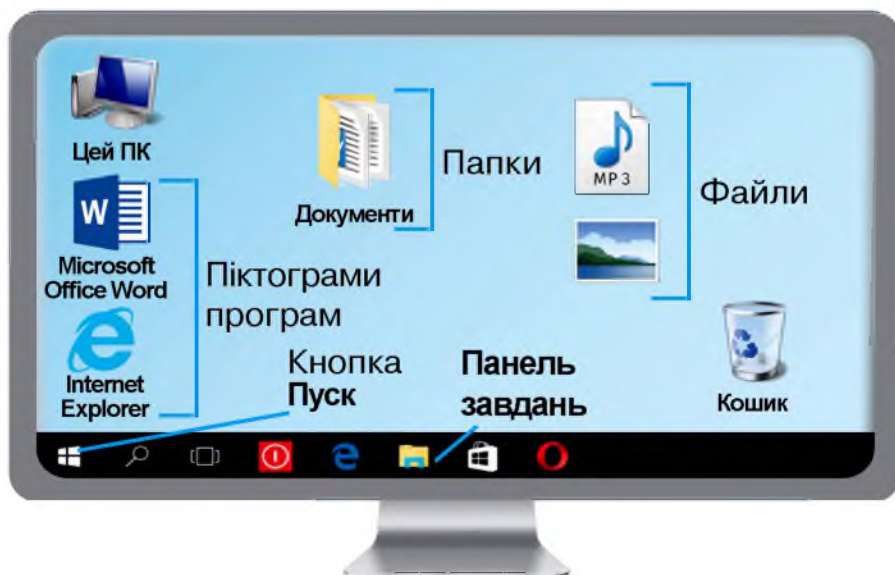 Цей ПК
Microsoft
Office Word
Internet
Explorer
Піктограми
програм
Документи
Папки
MP3
Файли
Кнопка
Пуск
Панель
завдань
Кошик
W